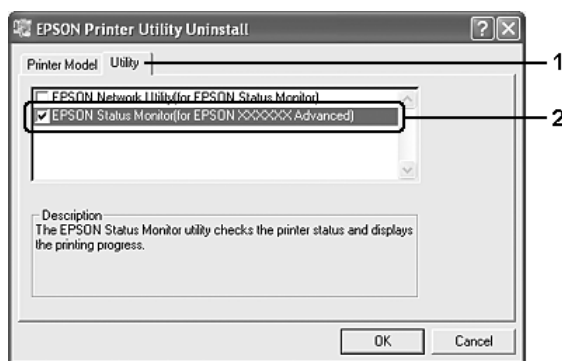 EPSON Printer Utility Uninstall
Printer Model Utility
1
EPSON Network Utility(for EPSON Status Monitor)
EPSON Status Monitor(for EPSON XXXXXX Advanced)
2
Description
The EPSON Status Monitor utility checks the printer status and displays
the printing progress.
OK Cancel